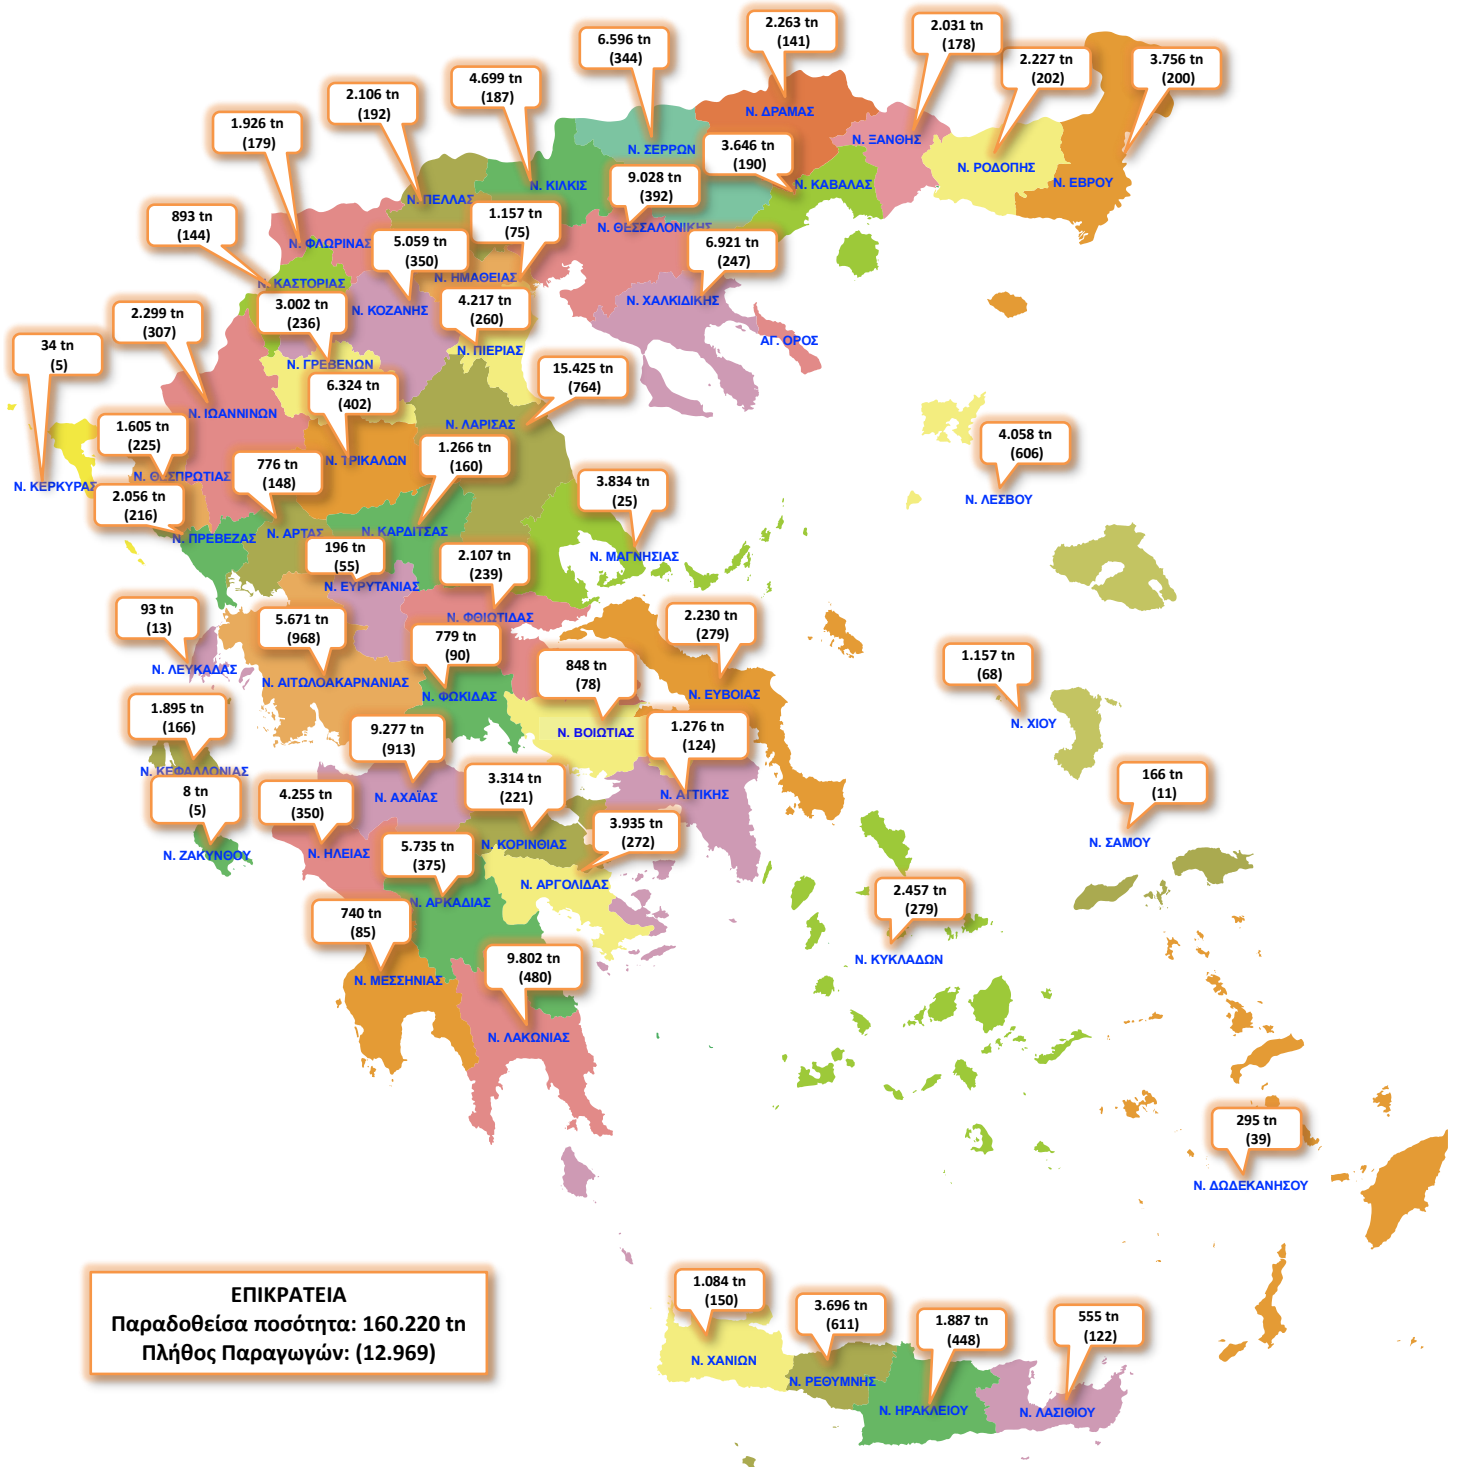 2.263 tn
(141)
2.031 tn
(178)
6.596 tn
(344)
2.227 tn
(202)
3.756 tn
(200)
4.699 tn
(187)
2.106 tn
(192)
1.926 tn
(179)
Ν. ΔΡΑΜΑΣ
Ν. ΞΑΝΘΗΣ
Ν. ΣΕΡΡΩΝ
3.646 tn
(190)
Ν. ΡΟΔΟΠΗΣ
Ν. ΕΒΡΟΥ
Ν. ΚΑΒΑΛΑΣ
9.028 tn
(392)
Ν. ΚΙΛΚΙΣ
Ν. ΠΕΛΛΑΣ
893 tn
(144)
1.157 tn
(75)
Ν. ΘΕΣΣΑΛΟΝΙΚΗΣ
Ν. ΦΛΩΡΙΝΑΣ
5.059 tn
(350)
6.921 tn
(247)
Ν. ΗΜΑΘΕΙΑΣ
Ν. ΚΑΣΤΟΡΙΑΣ
Ν. ΧΑΛΚΙΔΙΚΗΣ
3.002 tn
(236)
Ν. ΚΟΖΑΝΗΣ
4.217 tn
(260)
2.299 tn
(307)
ΑΓ. ΟΡΟΣ
34 tn
(5)
Ν. ΠΙΕΡΙΑΣ
Ν. ΓΡΕΒΕΝΩΝ
15.425 tn
(764)
6.324 tn
(402)
Ν. ΙΩΑΝΝΙΝΩΝ
Ν. ΛΑΡΙΣΑΣ
1.605 tn
(225)
4.058 tn
(606)
1.266 tn
(160)
Ν. ΤΡΙΚΑΛΩΝ
776 tn
(148)
Ν. ΘΕΣΠΡΩΤΙΑΣ
Ν. ΚΕΡΚΥΡΑΣ
3.834 tn
(25)
2.056 tn
(216)
Ν. ΛΕΣΒΟΥ
Ν. ΠΡΕΒΕΖΑΣ
Ν. ΑΡΤΑΣ
Ν. ΚΑΡΔΙΤΣΑΣ
196 tn
(55)
2.107 tn
(239)
Ν. ΜΑΓΝΗΣΙΑΣ
Ν. ΕΥΡΥΤΑΝΙΑΣ
93 tn
(13)
5.671 tn
(968)
Ν. ΦΘΙΩΤΙΔΑΣ
2.230 tn
(279)
779 tn
(90)
1.157 tn
(68)
Ν. ΛΕΥΚΑΔΑΣ
848 tn
(78)
Ν. ΑΙΤΩΛΟΑΚΑΡΝΑΝΙΑΣ
Ν. ΦΩΚΙΔΑΣ
Ν. ΕΥΒΟΙΑΣ
1.895 tn
(166)
Ν. ΧΙΟΥ
9.277 tn
(913)
Ν. ΒΟΙΩΤΙΑΣ
1.276 tn
(124)
Ν. ΚΕΦΑΛΛΟΝΙΑΣ
8 tn
(5)
4.255 tn
(350)
3.314 tn
(221)
166 tn
(11)
Ν. ΑΧΑΪΑΣ
Ν. ΑΤΤΙΚΗΣ
3.935 tn
(272)
Ν. ΣΑΜΟΥ
Ν. ΚΟΡΙΝΘΙΑΣ
5.735 tn
(375)
Ν. ΖΑΚΥΝΘΟΥ
Ν. ΗΛΕΙΑΣ
Ν. ΑΡΓΟΛΙΔΑΣ
2.457 tn
(279)
Ν. ΑΡΚΑΔΙΑΣ
740 tn
(85)
Ν. ΚΥΚΛΑΔΩΝ
9.802 tn
(480)
Ν. ΜΕΣΣΗΝΙΑΣ
Ν. ΛΑΚΩΝΙΑΣ
295 tn
(39)
Ν. ΔΩΔΕΚΑΝΗΣΟΥ
ΕΠΙΚΡΑΤΕΙΑ
Παραδοθείσα ποσότητα: 160.220 tn
Πλήθος Παραγωγών: (12.969)
1.084 tn
(150)
3.696 tn
(611)
1.887 tn
(448)
555 tn
(122)
Ν. ΧΑΝΙΩΝ
Ν. ΡΕΘΥΜΝΗΣ
Ν. ΗΡΑΚΛΕΙΟΥ
Ν. ΛΑΣΙΘΙΟΥ